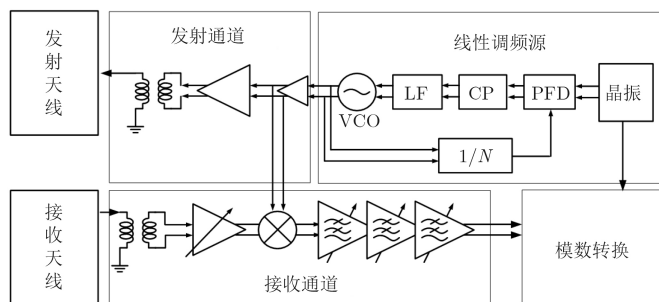 发射天线
发射通道
线性调频源
VCO
LF
CP
PFD
晶振
1/N
接收天线
接收通道
模数转换